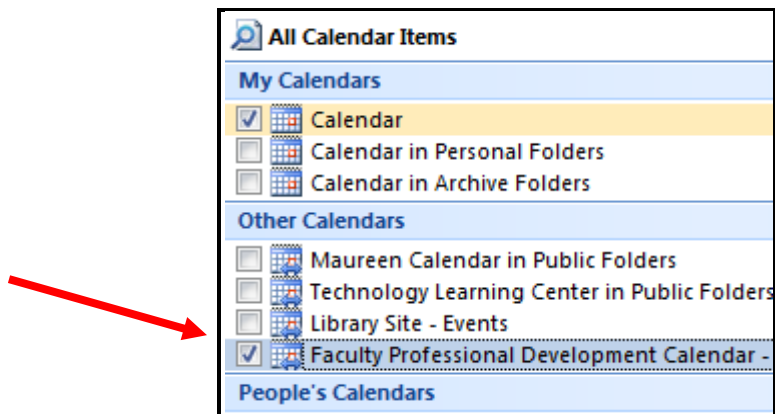 All Calendar Items
My Calendars
Calendar
Calendar in Personal Folders
Calendar in Archive Folders
Other Calendars
Maureen Calendar in Public Folders
Technology Learning Center in Public Folders
Library Site - Events
Faculty Professional Development Calendar -
People's Calendars